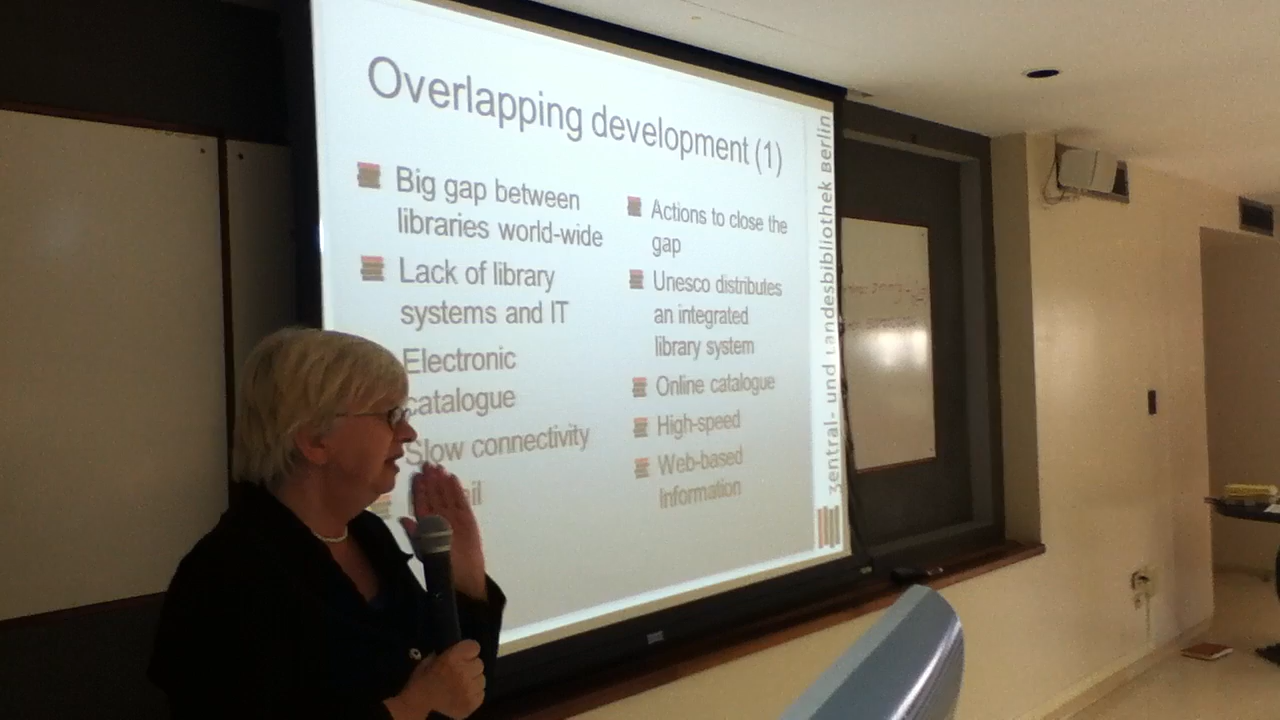 Overlapping development (1)
Big gap between
libraries world-wide
Lack of library
systems and IT
Electronic
catalogue
Slow connectivity
Actions to close the
gap
Unesco distributes
an integrated
library system
Online catalogue
High-speed
Web-based
Information
Zentral- und Landesbibliothek Berlin